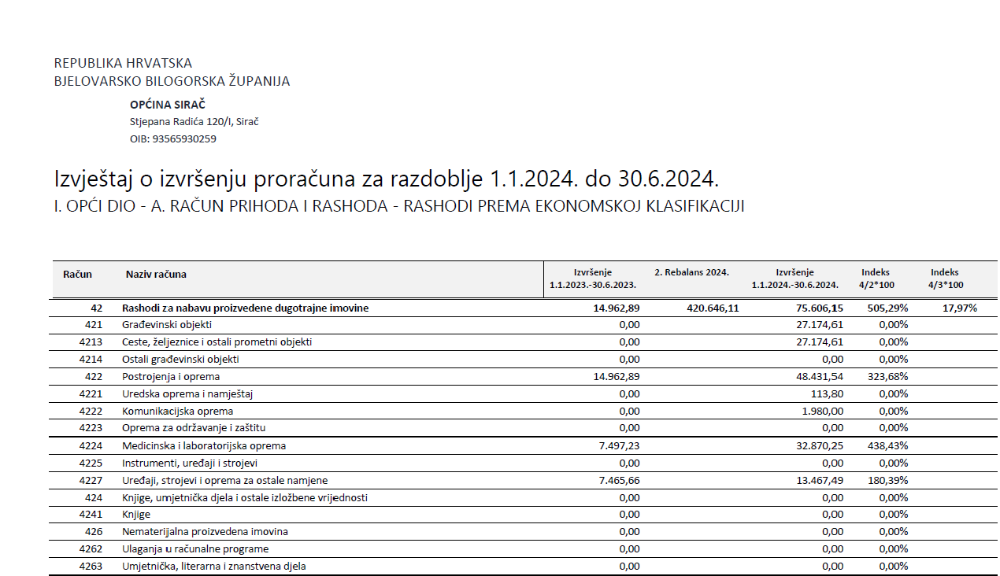 REPUBLIKA HRVATSKA
BJELOVARSKO BILOGORSKA ŽUPANIJA
OPĆINA SIRAČ
Stjepana Radića 120/I, Sirač
OIB: 93565930259
Izvještaj o izvršenju proračuna za razdoblje 1.1.2024. do 30.6.2024.
I. OPĆI DIO - A. RAČUN PRIHODA I RASHODA - RASHODI PREMA EKONOMSKOJ KLASIFIKACIJI
Račun Naziv računa Izvršenje 2. Rebalans 2024. Izvršenje Indeks Indeks
1.1.2023.-30.6.2023. 1.1.2024.-30.6.2024. 4/2*100 4/3*100
42 Rashodi za nabavu proizvedene dugotrajne imovine 14.962,89 420.646,11 75.606,15 505,29% 17,97%
421 Građevinski objekti 0,00 27.174,61 0,00%
4213 Ceste, željeznice i ostali prometni objekti 0,00 27.174,61 0,00%
4214 Ostali građevinski objekti 0,00 0,00 0,00%
422 Postrojenja i oprema 14.962,89 48.431,54 323,68%
4221 Uredska oprema i namještaj 0,00 113,80 0,00%
4222 Komunikacijska oprema 0,00 1.980,00 0,00%
4223 Oprema za održavanje i zaštitu 0,00 0,00 0,00%
4224 Medicinska i laboratorijska oprema 7.497,23 32.870,25 438,43%
4225 Instrumenti, uređaji i strojevi 0,00 0,00 0,00%
4227 Uređaji, strojevi i oprema za ostale namjene 7.465,66 13.467,49 180,39%
424 Knjige, umjetnička djela i ostale izložbene vrijednosti 0,00 0,00 0,00%
4241 Knjige 0,00 0,00 0,00%
426 Nematerijalna proizvedena imovina 0,00 0,00 0,00%
4262 Ulaganja u računalne programe 0,00 0,00 0,00%
4263 Umjetnička, literarna i znanstvena djela 0,00 0,00 0,00%